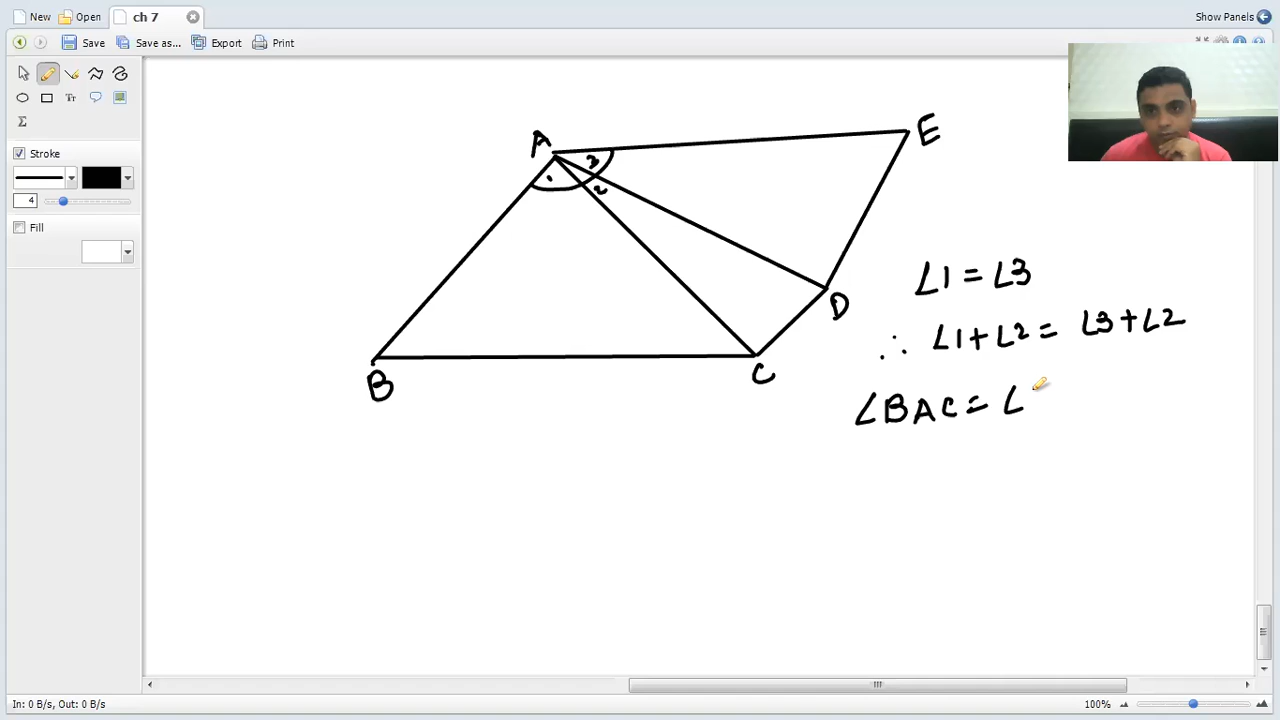 New Open ch 7 Show Panels
Save Save as... Export Print
Tr
Σ
Stroke
4
Fill
A
E
3
1
2
B
C
D
∠1 = ∠3
∴ ∠1 + ∠2 = ∠3 + ∠2
∠BAC = ∠
In: 0 B/s, Out: 0 B/s 100%